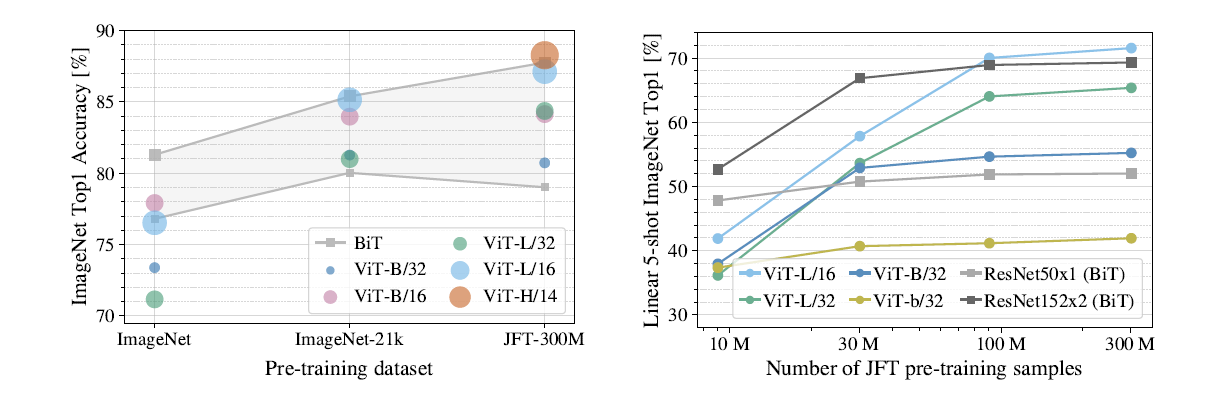 ImageNet Top1 Accuracy [%]
90
85
80
75
70
BiT
ViT-B/32
ViT-B/16
ViT-L/32
ViT-L/16
ViT-H/14
ImageNet
ImageNet-21k
JFT-300M
Pre-training dataset
Linear 5-shot ImageNet Top1 [%]
70
60
50
40
30
ViT-L/16
ViT-L/32
ViT-B/32
ViT-b/32
ResNet50x1 (BiT)
ResNet152x2 (BiT)
10 M
30 M
100 M
300 M
Number of JFT pre-training samples